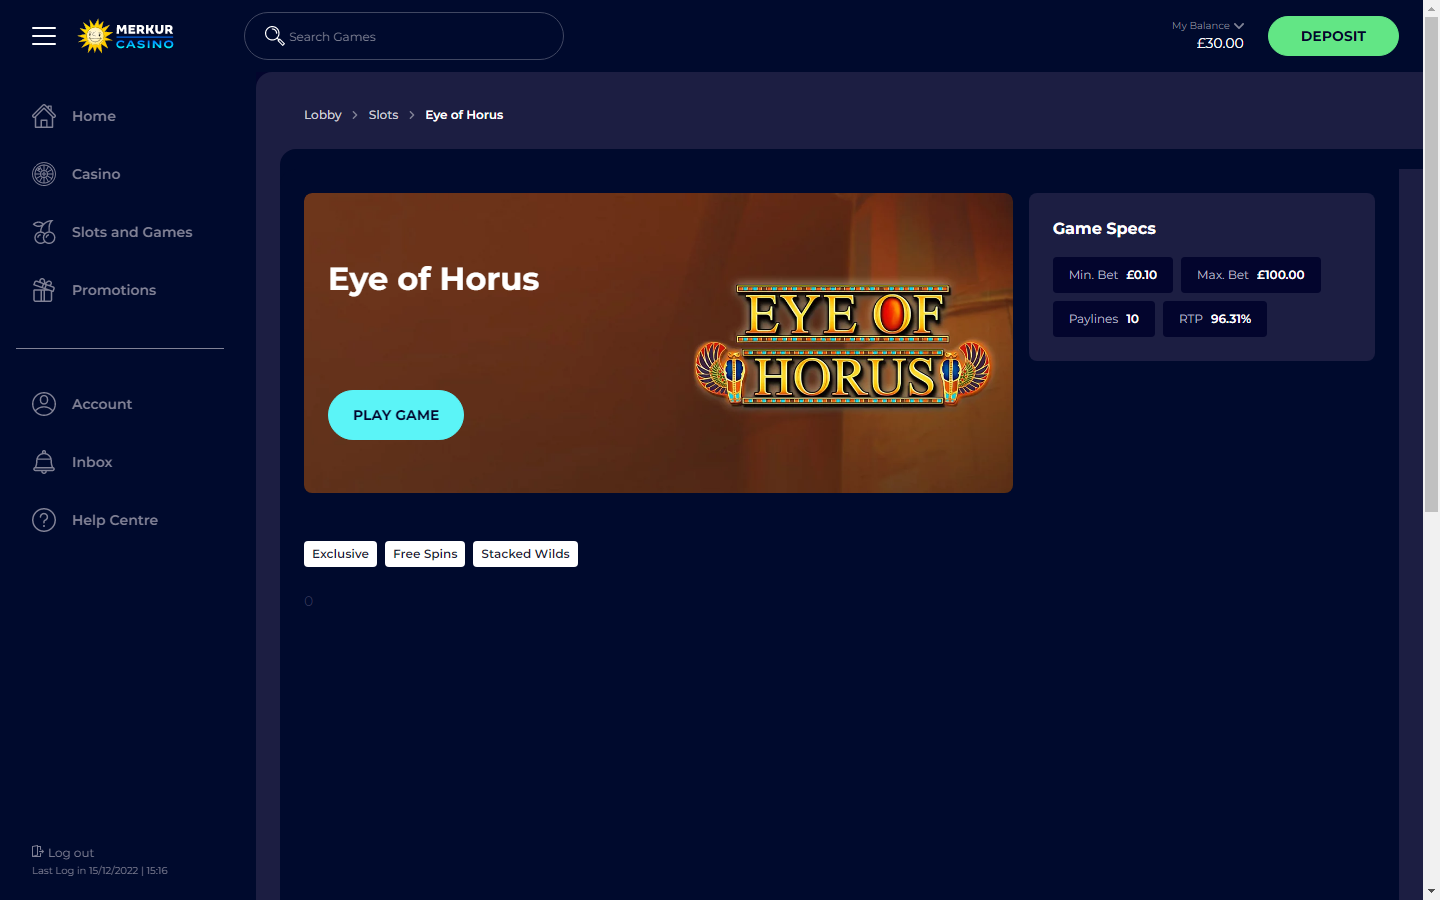 MERKUR
CASINO
Search Games
My Balance
£30.00
DEPOSIT
Home
Casino
Slots and Games
Promotions
Account
Inbox
Help Centre
Log out
Last Log in 15/12/2022 | 15:16
Lobby > Slots > Eye of Horus
Eye of Horus
PLAY GAME
EYE OF
HORUS
Game Specs
Min. Bet £0.10
Max. Bet £100.00
Paylines 10
RTP 96.31%
Exclusive
Free Spins
Stacked Wilds
0